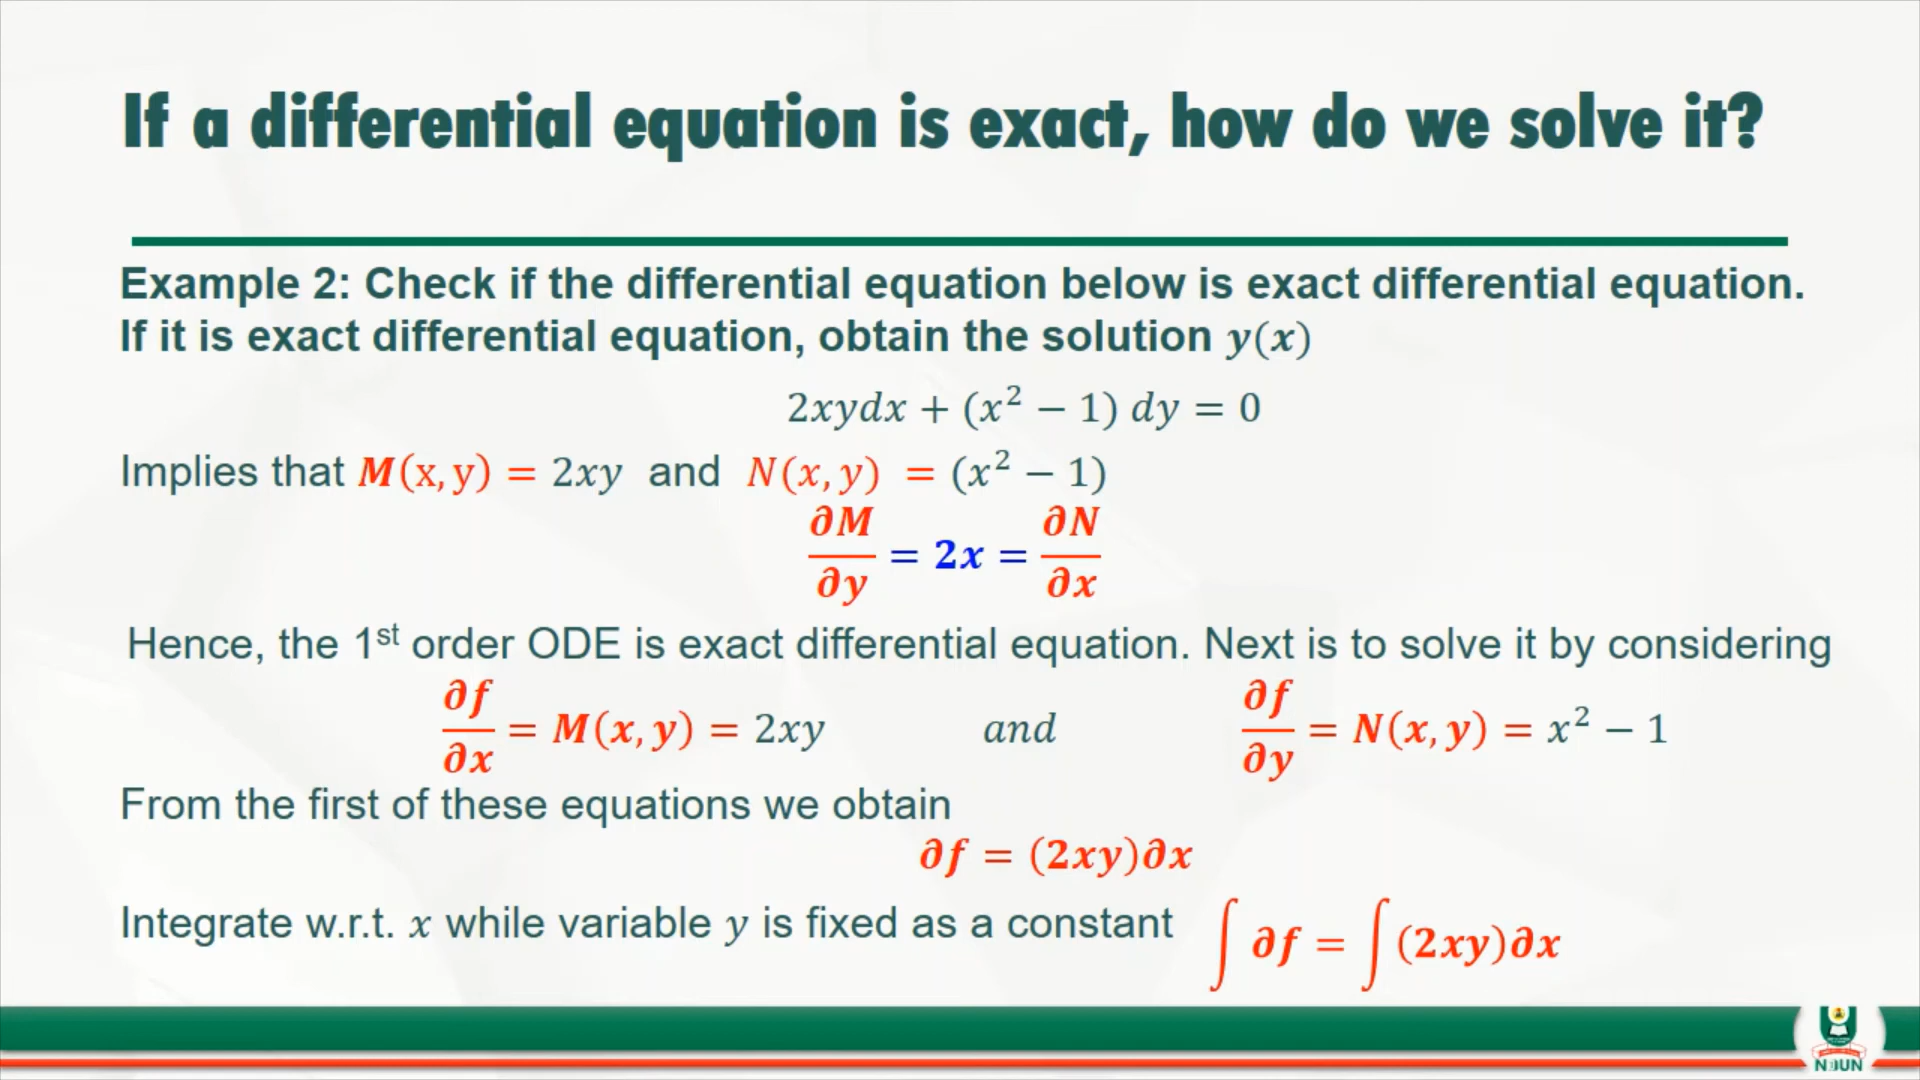 If a differential equation is exact, how do we solve it?
Example 2: Check if the differential equation below is exact differential equation.
If it is exact differential equation, obtain the solution y(x)
2xydx + (x² − 1) dy = 0
Implies that M(x, y) = 2xy and N(x, y) = (x² − 1)
∂M/∂y = 2x = ∂N/∂x
Hence, the 1st order ODE is exact differential equation. Next is to solve it by considering
∂f/∂x = M(x, y) = 2xy and ∂f/∂y = N(x, y) = x² − 1
From the first of these equations we obtain
∂f = (2xy)∂x
Integrate w.r.t. x while variable y is fixed as a constant ∫ ∂f = ∫ (2xy)∂x
NOUN